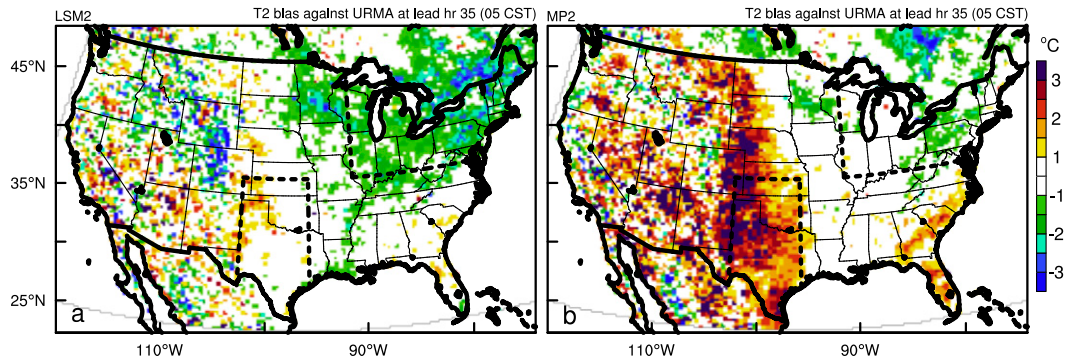 LSM2 T2 bias against URMA at lead hr 35 (05 CST) MP2 T2 bias against URMA at lead hr 35 (05 CST)
°C
45°N
3
2
1
35°N
-1
-2
-3
25°N
a b
110°W 90°W 110°W 90°W